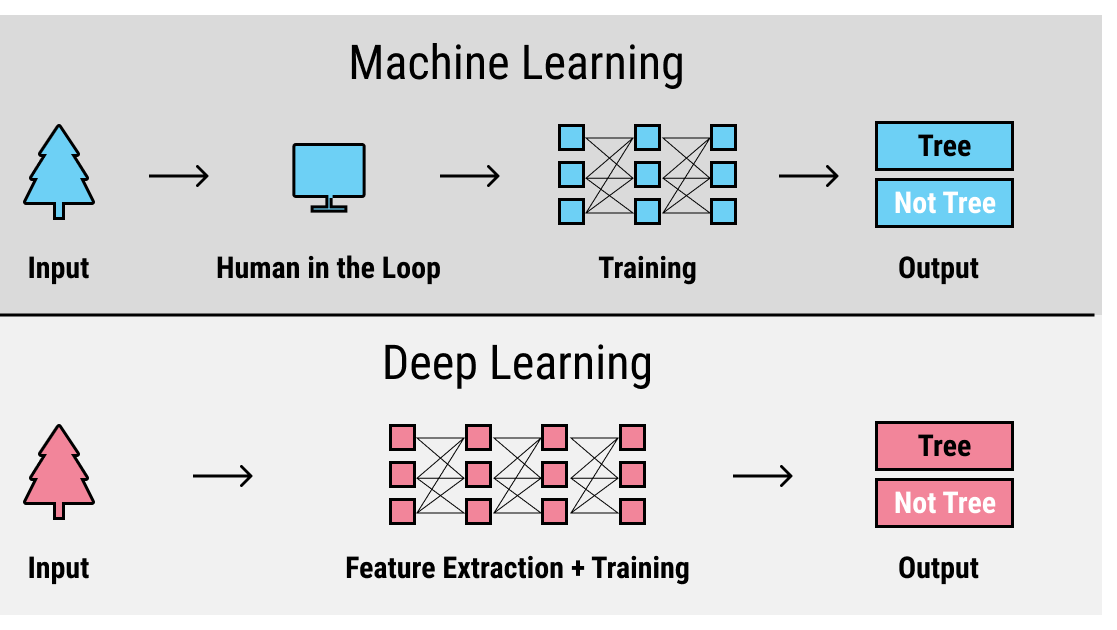 Machine Learning
Tree
Not Tree
Input
Human in the Loop
Training
Output
Deep Learning
Tree
Not Tree
Input
Feature Extraction + Training
Output